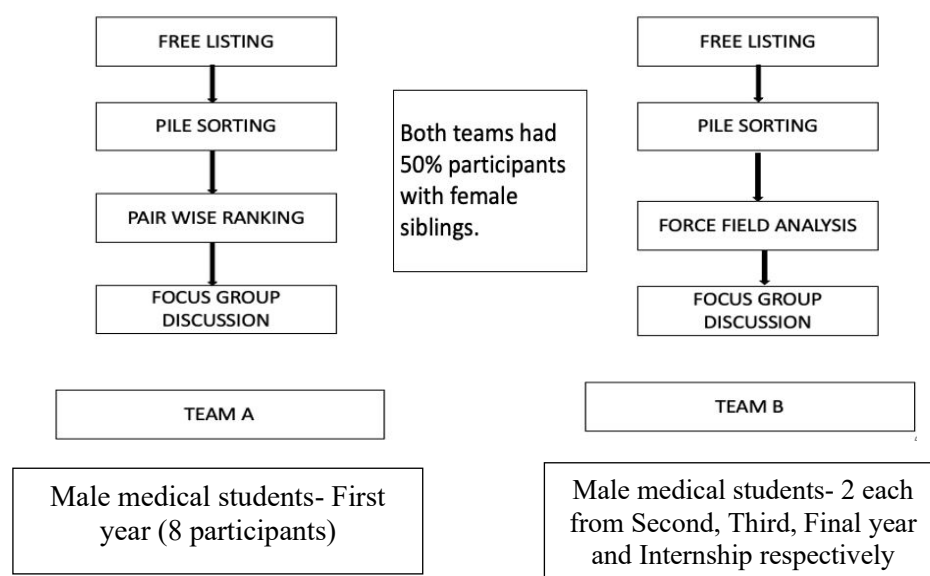 FREE LISTING
PILE SORTING
PAIR WISE RANKING
FOCUS GROUP
DISCUSSION
TEAM A
Male medical students- First
year (8 participants)
Both teams had
50% participants
with female
siblings.
FREE LISTING
PILE SORTING
FORCE FIELD ANALYSIS
FOCUS GROUP
DISCUSSION
TEAM B
Male medical students- 2 each
from Second, Third, Final year
and Internship respectively